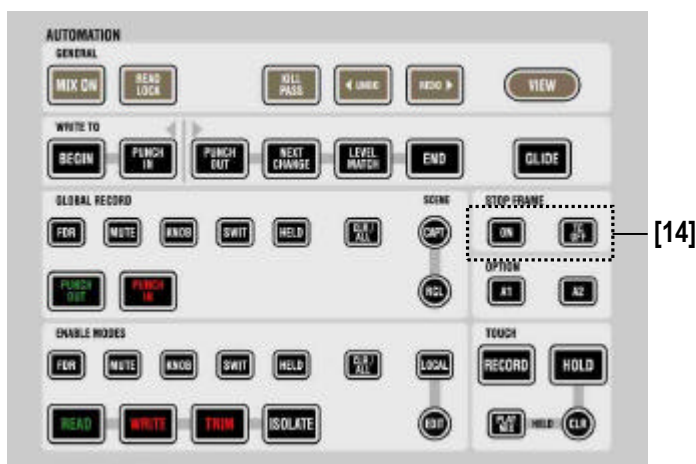 AUTOMATION
GENERAL
MIX ON
READ LOCK
KILL PASS
UNDO
REDO
VIEW
WRITE TO
BEGIN
PUNCH IN
PUNCH OUT
NEXT CHANGE
LEVEL MATCH
END
GLIDE
GLOBAL RECORD
SCENE
STOP FRAME
FDR
MUTE
KNOB
SWIT
HELD
CLR/ ALL
CAPT
ON
TC OFF
[14]
PUNCH OUT
PUNCH IN
RCL
OPTION
A1
A2
ENABLE MODES
TOUCH
FDR
MUTE
KNOB
SWIT
HELD
CLR/ ALL
LOCAL
RECORD
HOLD
READ
WRITE
TRIM
ISOLATE
EDIT
PLAY
HELD
CLR